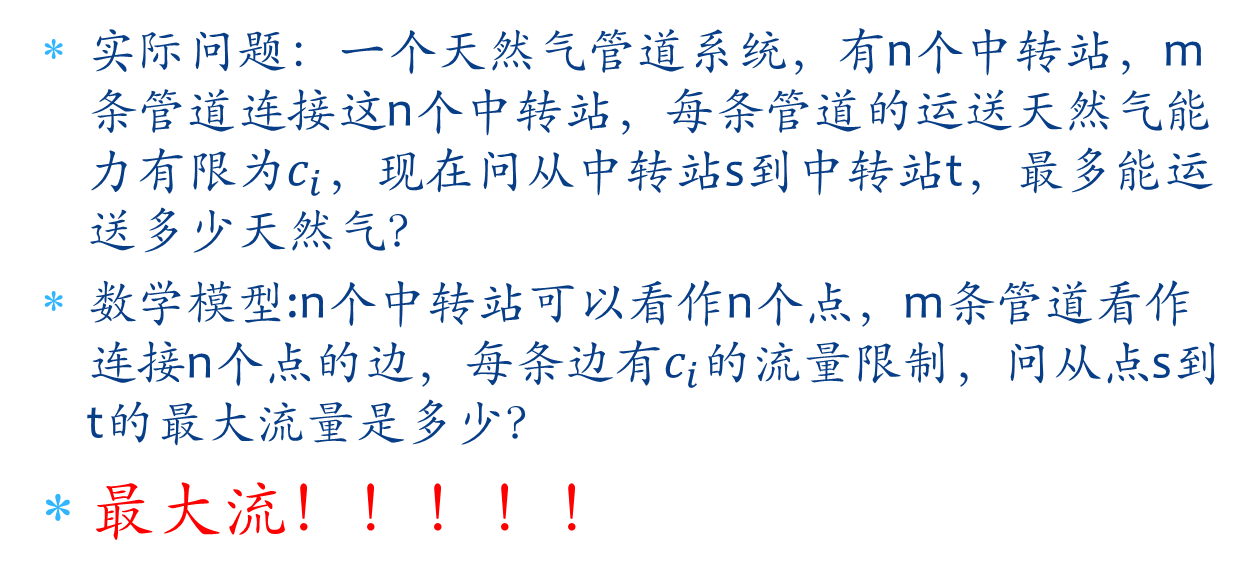 * 实际问题：一个天然气管道系统，有n个中转站，m
条管道连接这n个中转站，每条管道的运送天然气能
力有限为cᵢ，现在问从中转站s到中转站t，最多能运
送多少天然气？
* 数学模型:n个中转站可以看作n个点，m条管道看作
连接n个点的边，每条边有cᵢ的流量限制，问从点s到
t的最大流量是多少？
* 最大流！！！！！